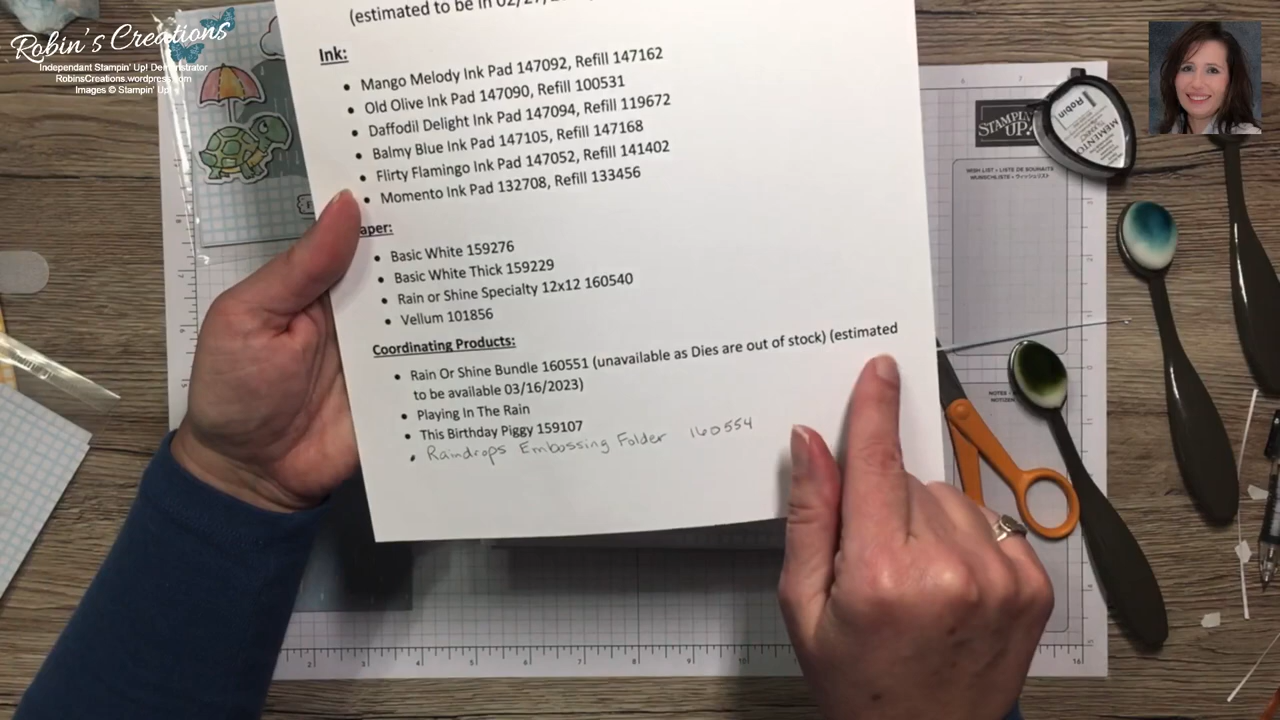 Robin's Creations
Independant Stampin' Up! Demonstrator
RobinsCreations.wordpress.com
Images © Stampin' Up!
(estimated to be in 02/27/
Ink:
• Mango Melody Ink Pad 147092, Refill 147162
• Old Olive Ink Pad 147090, Refill 100531
• Daffodil Delight Ink Pad 147094, Refill 119672
• Balmy Blue Ink Pad 147105, Refill 147168
• Flirty Flamingo Ink Pad 147052, Refill 141402
• Momento Ink Pad 132708, Refill 133456
aper:
• Basic White 159276
• Basic White Thick 159229
• Rain or Shine Specialty 12x12 160540
• Vellum 101856
Coordinating Products:
• Rain Or Shine Bundle 160551 (unavailable as Dies are out of stock) (estimated
to be available 03/16/2023)
• Playing In The Rain
• This Birthday Piggy 159107
• Raindrops Embossing Folder 160554
STAMPIN'
UP!
Robin
MEMENTO
WISH LIST • LISTE DE SOUHAITS